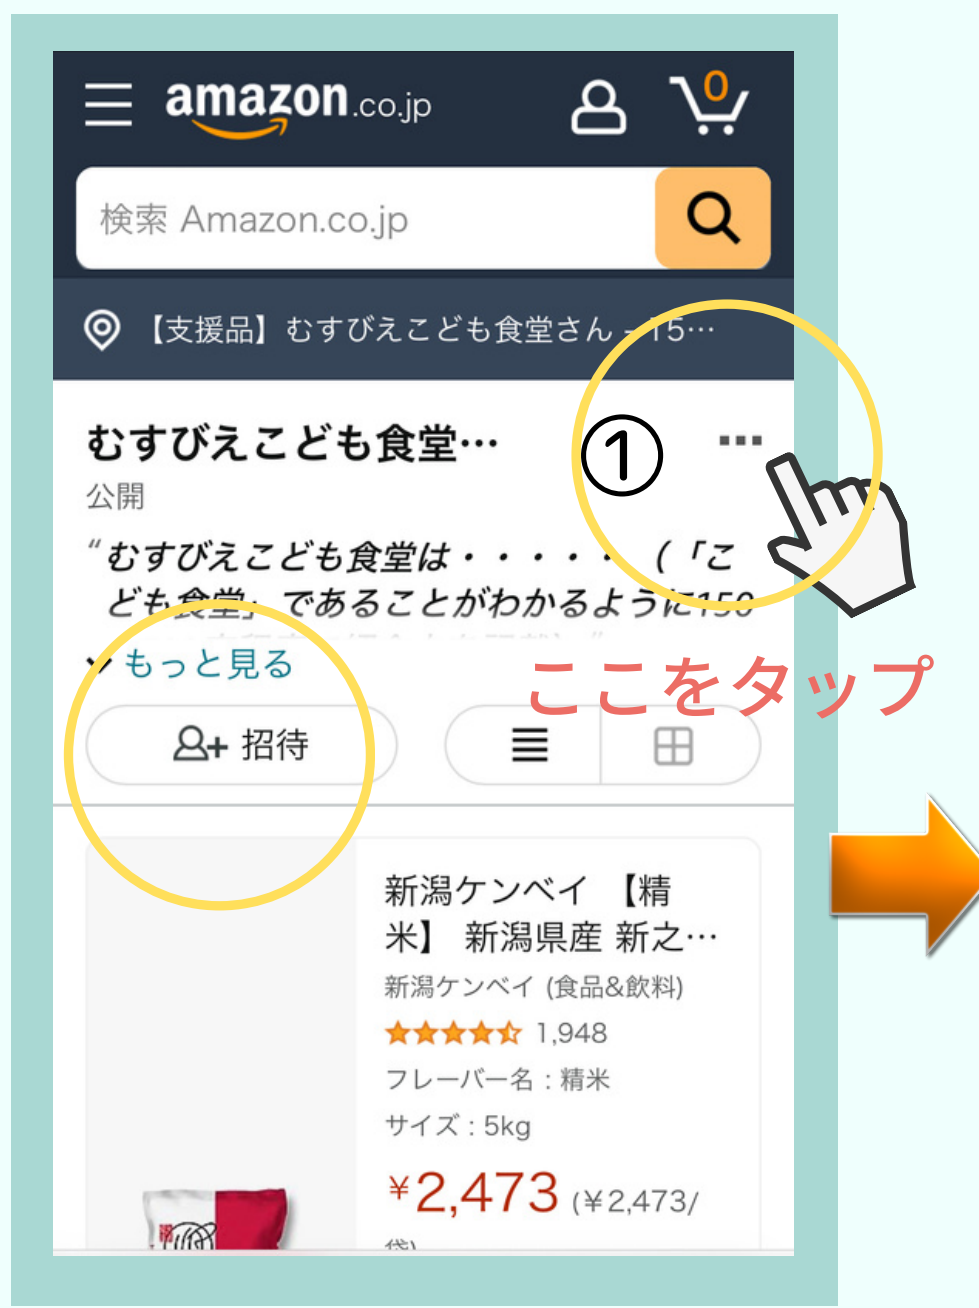 amazon.co.jp
0
検索 Amazon.co.jp
【支援品】むすびえこども食堂さん - 15…
むすびえこども食堂…
①
公開
“むすびえこども食堂は・・・・・（「こ
ども食堂」であることがわかるように150
もっと見る
ここをタップ
招待
新潟ケンベイ 【精
米】 新潟県産 新之…
新潟ケンベイ (食品&飲料)
1,948
フレーバー名 : 精米
サイズ : 5kg
¥2,473 (¥2,473/